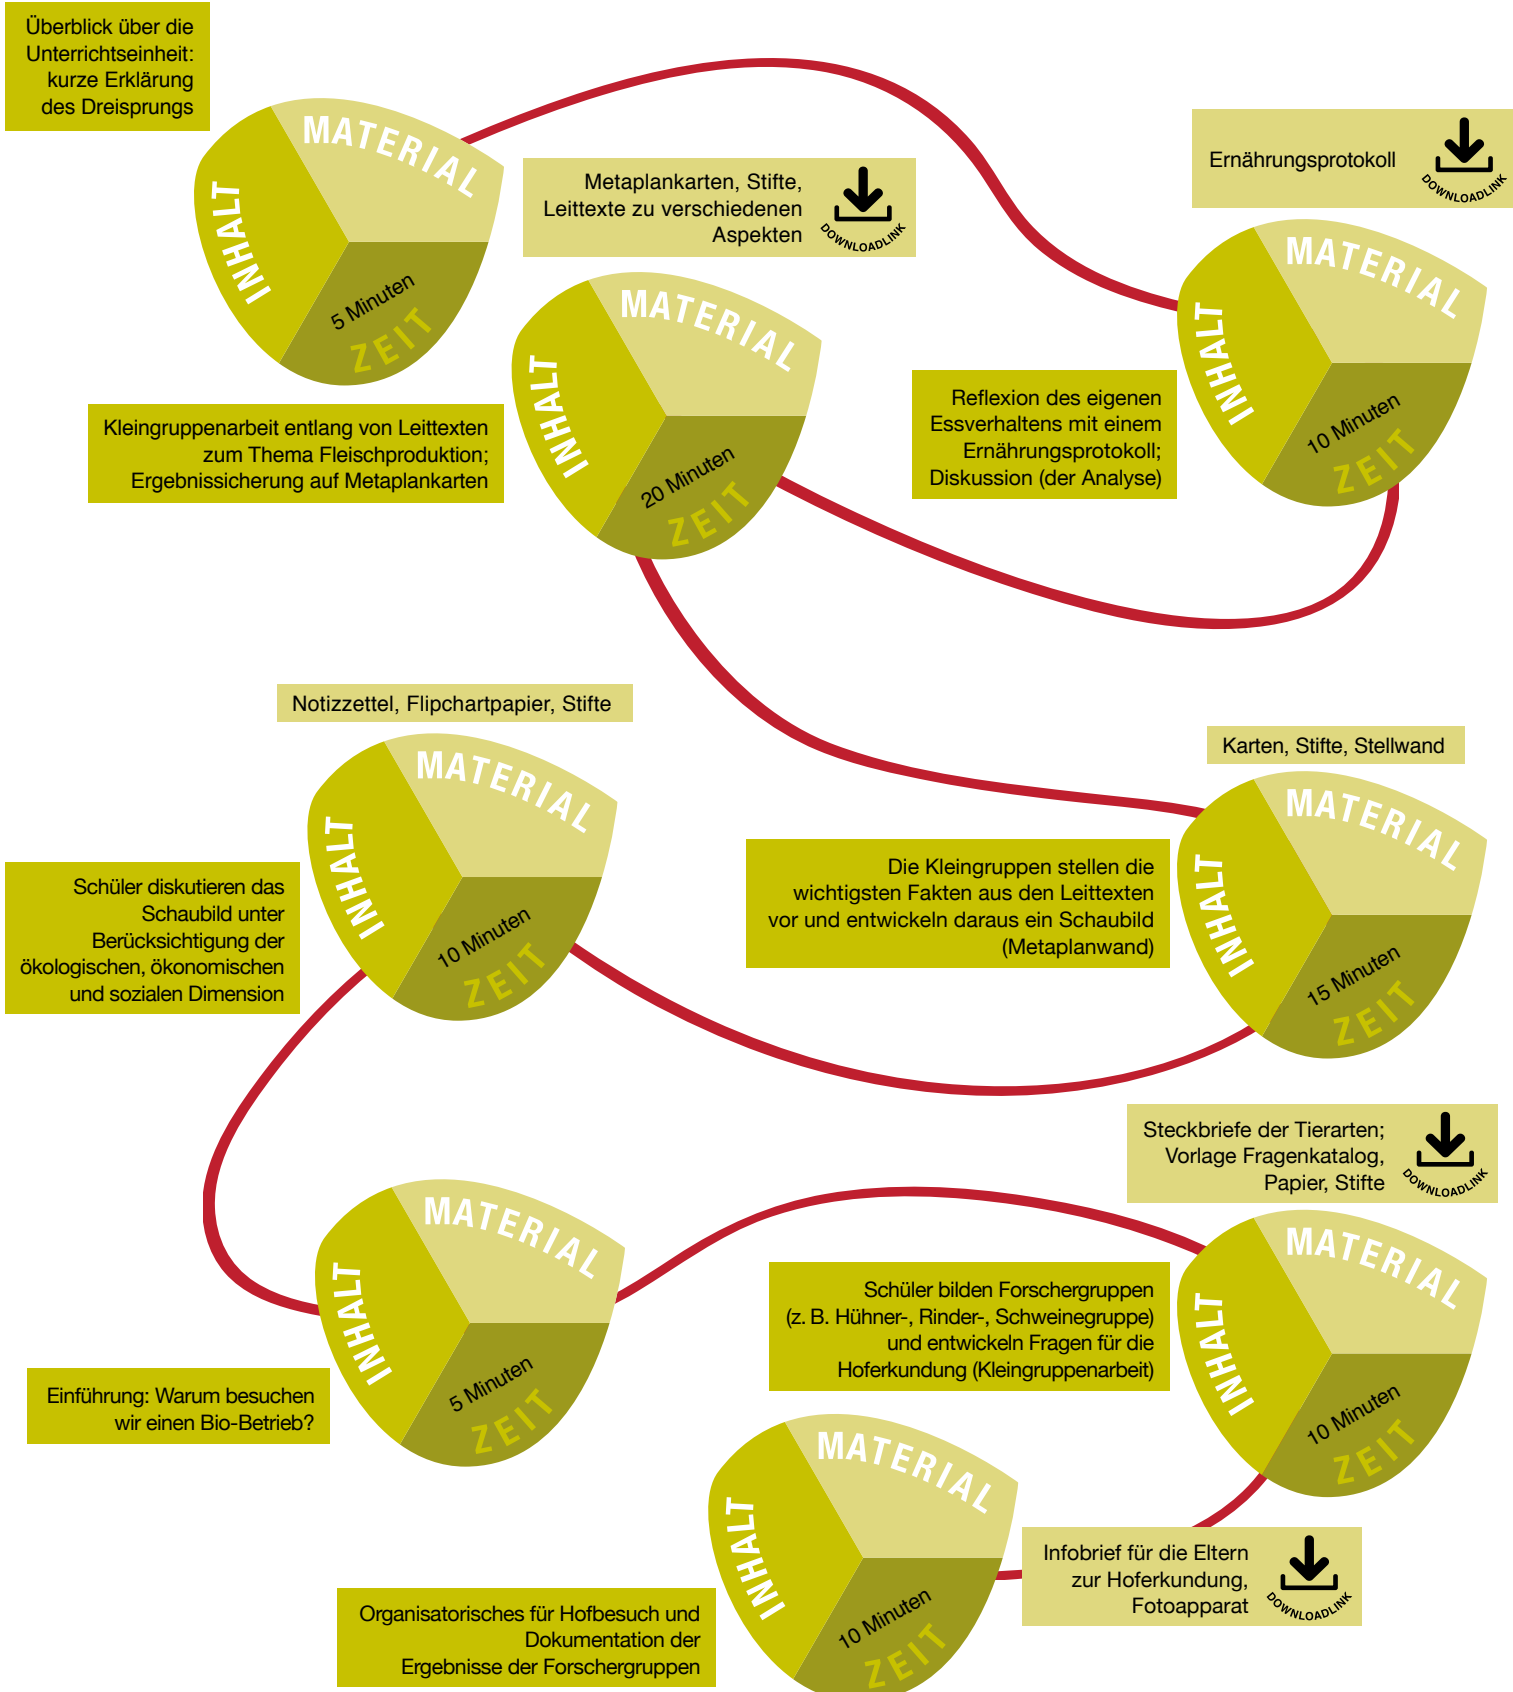 Überblick über die
Unterrichtseinheit:
kurze Erklärung
des Dreisprungs
MATERIAL
INHALT
5 Minuten
ZEIT
Ernährungsprotokoll
DOWNLOADLINK
MATERIAL
INHALT
10 Minuten
ZEIT
Reflexion des eigenen
Essverhaltens mit einem
Ernährungsprotokoll;
Diskussion (der Analyse)
Metaplankarten, Stifte,
Leittexte zu verschiedenen
Aspekten
DOWNLOADLINK
MATERIAL
INHALT
20 Minuten
ZEIT
Kleingruppenarbeit entlang von Leittexten
zum Thema Fleischproduktion;
Ergebnissicherung auf Metaplankarten
Karten, Stifte, Stellwand
MATERIAL
INHALT
15 Minuten
ZEIT
Die Kleingruppen stellen die
wichtigsten Fakten aus den Leittexten
vor und entwickeln daraus ein Schaubild
(Metaplanwand)
Notizzettel, Flipchartpapier, Stifte
MATERIAL
INHALT
10 Minuten
ZEIT
Schüler diskutieren das
Schaubild unter
Berücksichtigung der
ökologischen, ökonomischen
und sozialen Dimension
MATERIAL
INHALT
5 Minuten
ZEIT
Einführung: Warum besuchen
wir einen Bio-Betrieb?
Steckbriefe der Tierarten;
Vorlage Fragenkatalog,
Papier, Stifte
DOWNLOADLINK
MATERIAL
INHALT
10 Minuten
ZEIT
Schüler bilden Forschergruppen
(z. B. Hühner-, Rinder-, Schweinegruppe)
und entwickeln Fragen für die
Hoferkundung (Kleingruppenarbeit)
MATERIAL
INHALT
10 Minuten
ZEIT
Infobrief für die Eltern
zur Hoferkundung,
Fotoapparat
DOWNLOADLINK
Organisatorisches für Hofbesuch und
Dokumentation der
Ergebnisse der Forschergruppen